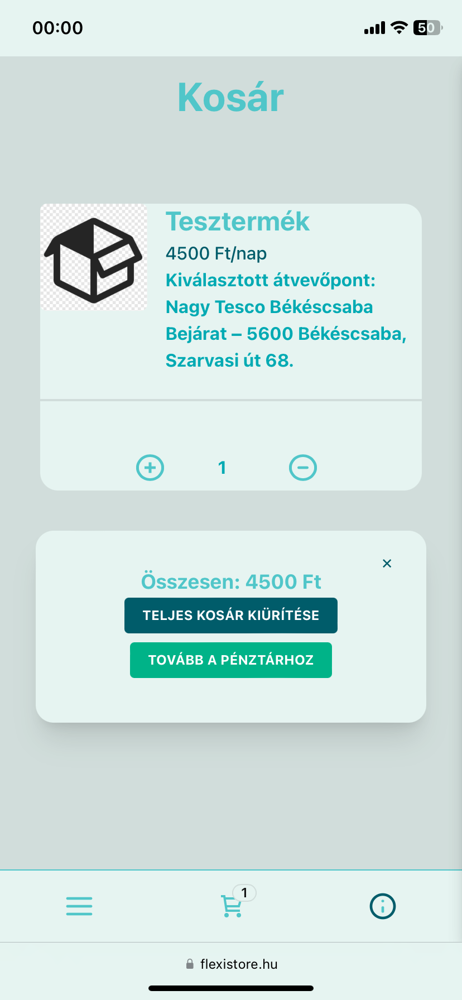 00:00
50
Kosár
Tesztermék
4500 Ft/nap
Kiválasztott átvevőpont:
Nagy Tesco Békéscsaba
Bejárat – 5600 Békéscsaba,
Szarvasi út 68.
1
Összesen: 4500 Ft
TELJES KOSÁR KIÜRÍTÉSE
TOVÁBB A PÉNZTÁRHOZ
1
flexistore.hu